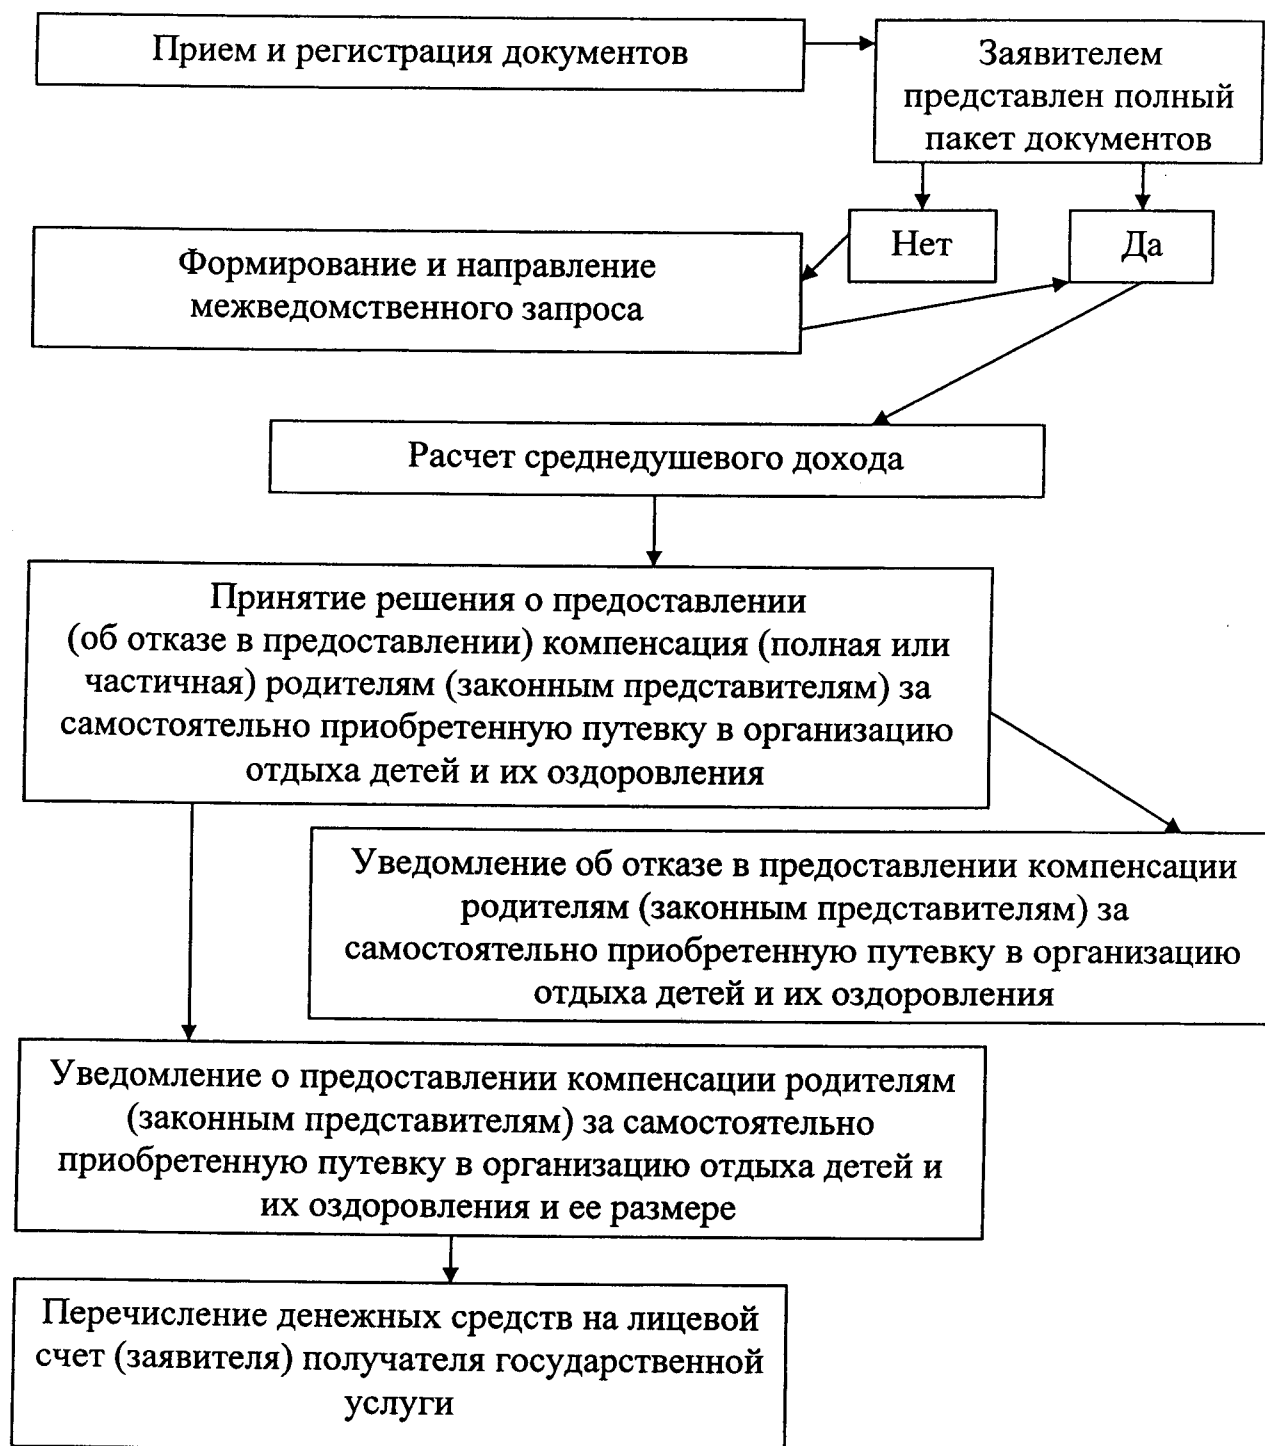 Прием и регистрация документов
Заявителем
представлен полный
пакет документов
Нет
Да
Формирование и направление
межведомственного запроса
Расчет среднедушевого дохода
Принятие решения о предоставлении
(об отказе в предоставлении) компенсация (полная или
частичная) родителям (законным представителям) за
самостоятельно приобретенную путевку в организацию
отдыха детей и их оздоровления
Уведомление об отказе в предоставлении компенсации
родителям (законным представителям) за
самостоятельно приобретенную путевку в организацию
отдыха детей и их оздоровления
Уведомление о предоставлении компенсации родителям
(законным представителям) за самостоятельно
приобретенную путевку в организацию отдыха детей и
их оздоровления и ее размере
Перечисление денежных средств на лицевой
счет (заявителя) получателя государственной
услуги